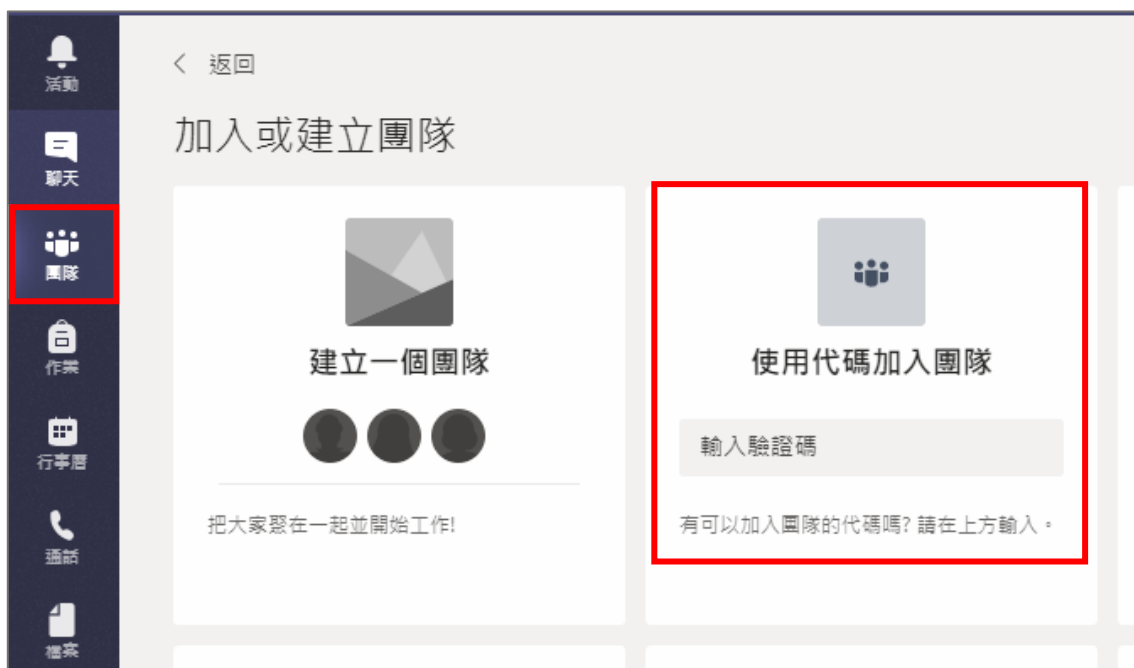 活動
聊天
團隊
作業
行事曆
通話
檔案
返回
加入或建立團隊
建立一個團隊
把大家聚在一起並開始工作!
使用代碼加入團隊
輸入驗證碼
有可以加入團隊的代碼嗎? 請在上方輸入。